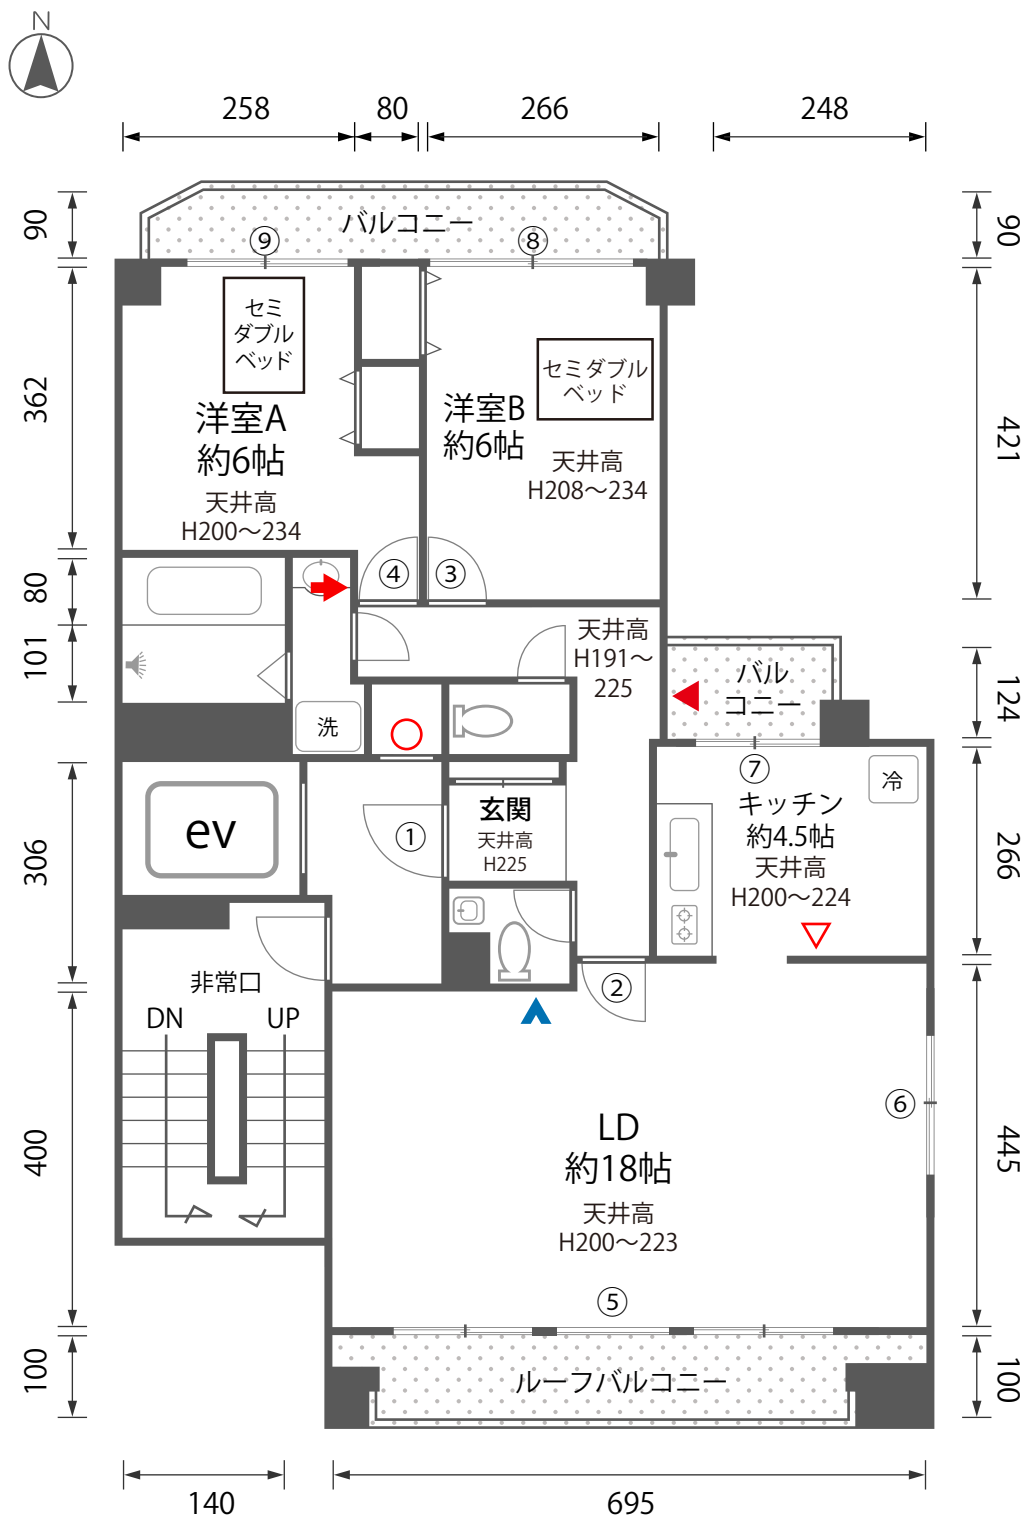 N
258
80
266
248
90
バルコニー
90
⑨
⑧
セミ
ダブル
ベッド
セミダブル
ベッド
362
洋室A
約6帖
洋室B
約6帖
421
天井高
H208～234
天井高
H200～234
④
③
80
天井高
H191～
225
101
バル
コニー
124
洗
⑦
冷
ev
玄関
天井高
H225
①
キッチン
約4.5帖
天井高
H200～224
306
266
非常口
②
DN
UP
⑥
LD
約18帖
400
445
天井高
H200～223
⑤
100
ルーフバルコニー
100
140
695